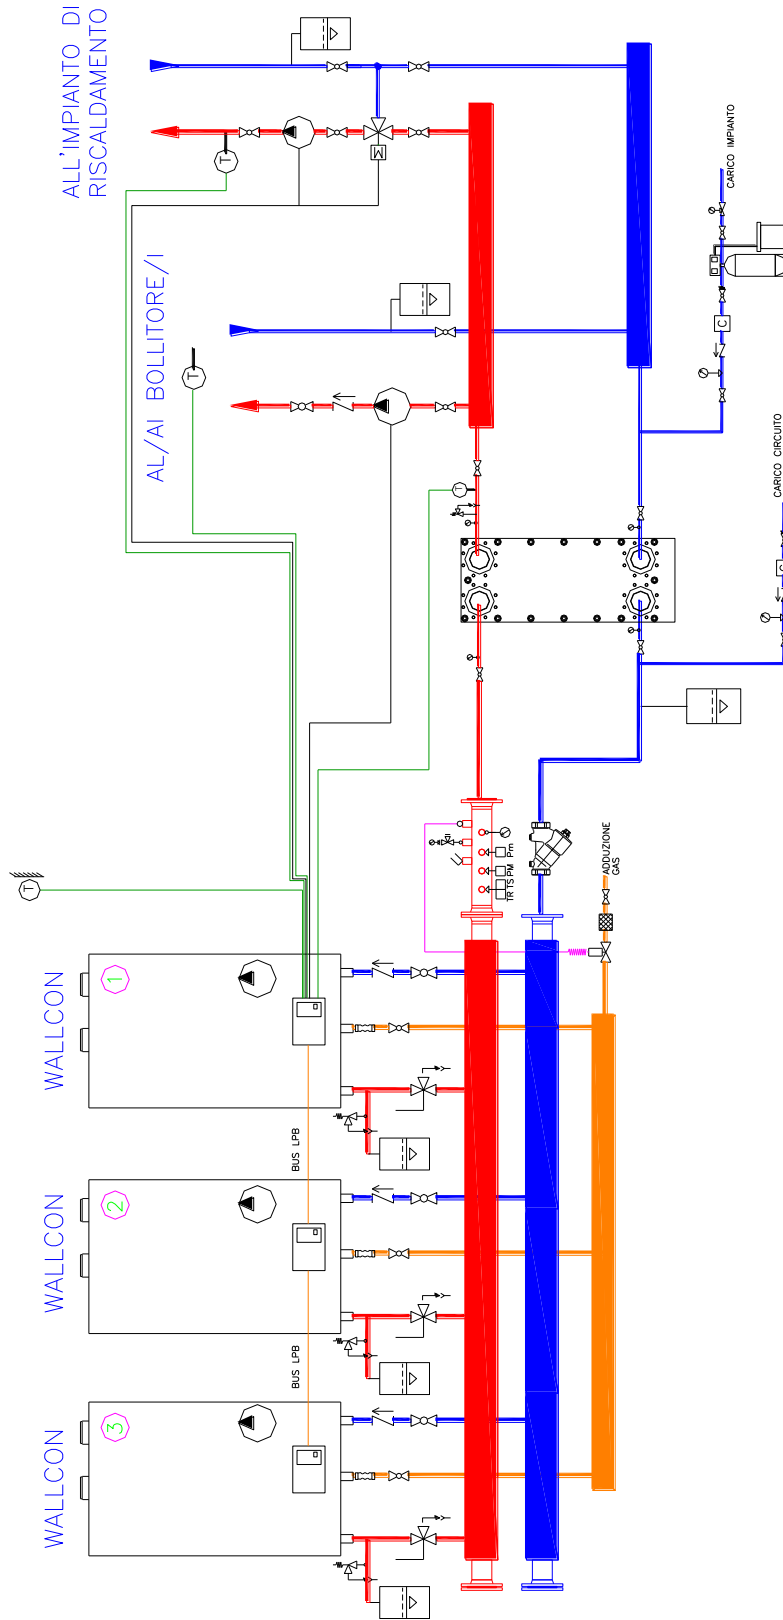 WALLCON
3
WALLCON
2
WALLCON
1
BUS LPB
BUS LPB
T
TR TS PM Pm
ADDUZIONE
GAS
T
T
AL/AI BOLLITORE/I
T
M
ALL'IMPIANTO DI
RISCALDAMENTO
C
CARICO CIRCUITO
C
CARICO IMPIANTO